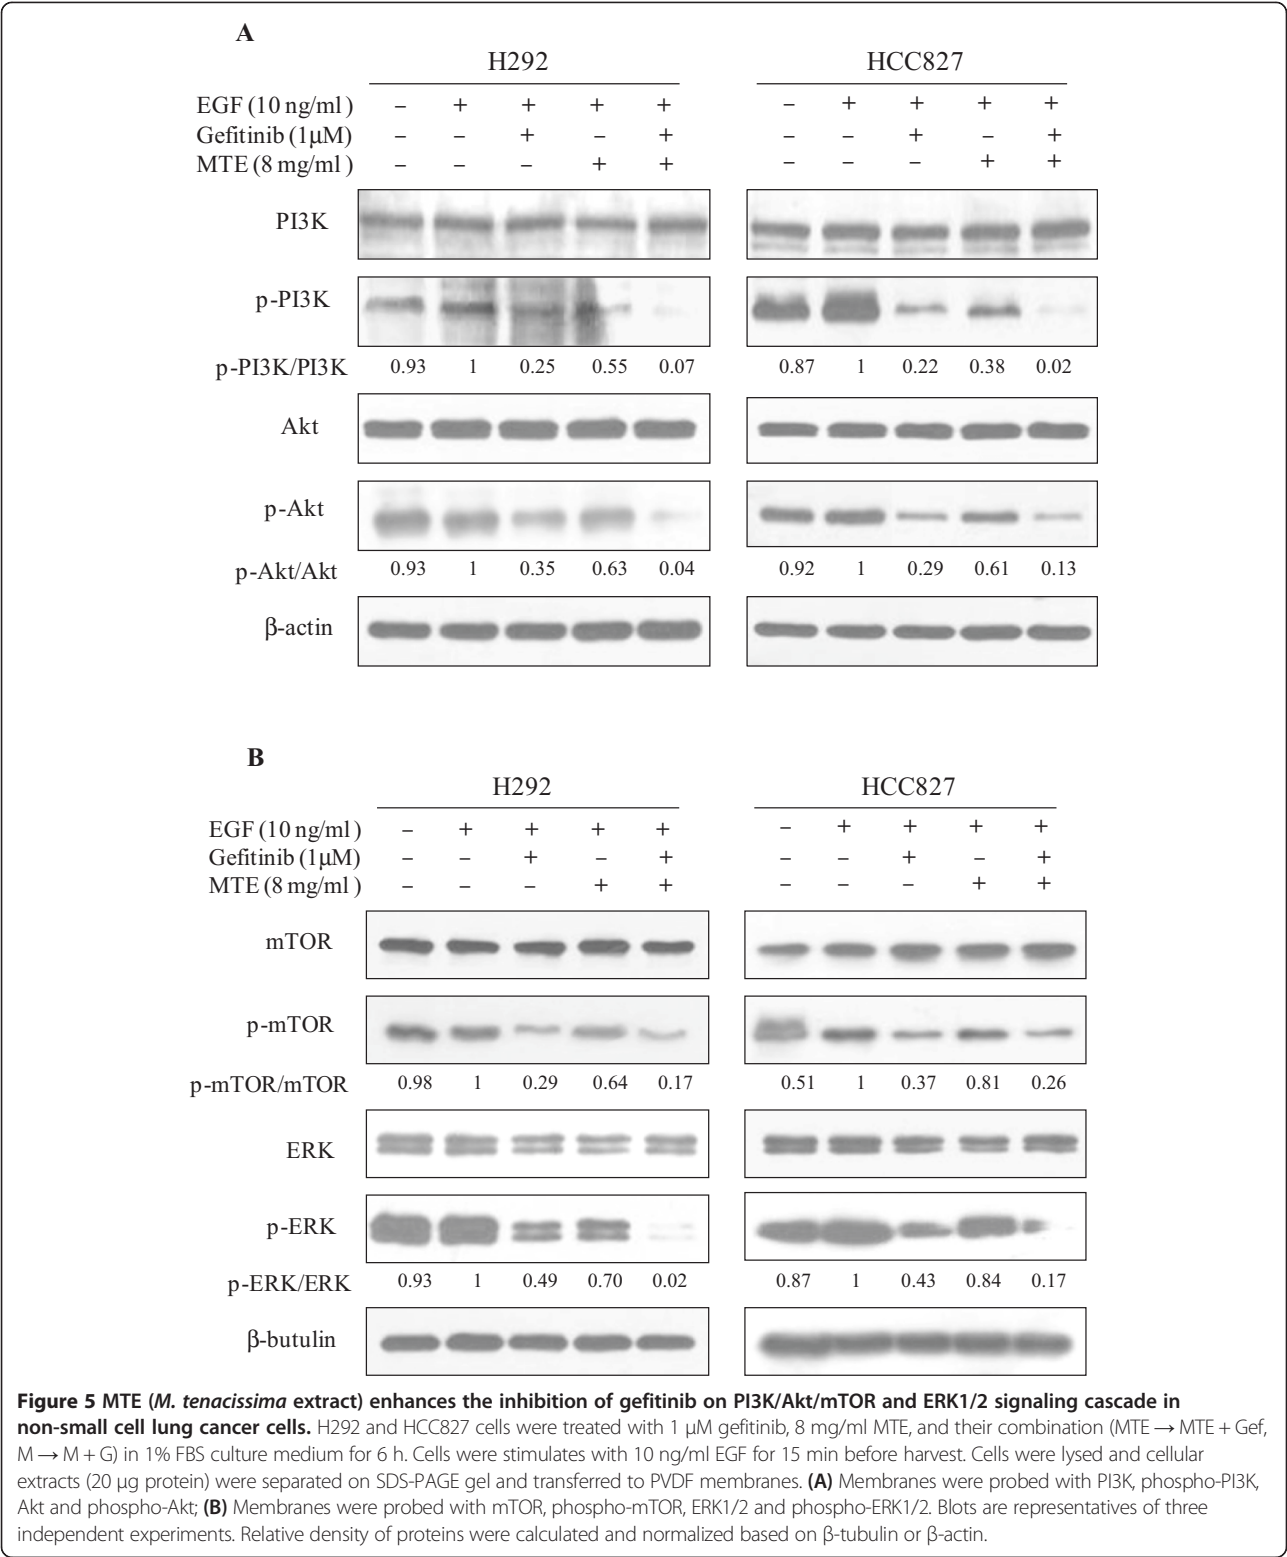 A
H292 HCC827
EGF (10 ng/ml) – + + + + – + + + +
Gefitinib (1μM) – – + – + – – + – +
MTE (8 mg/ml) – – – + + – – – + +
PI3K
p-PI3K
p-PI3K/PI3K 0.93 1 0.25 0.55 0.07 0.87 1 0.22 0.38 0.02
Akt
p-Akt
p-Akt/Akt 0.93 1 0.35 0.63 0.04 0.92 1 0.29 0.61 0.13
β-actin
B
H292 HCC827
EGF (10 ng/ml) – + + + + – + + + +
Gefitinib (1μM) – – + – + – – + – +
MTE (8 mg/ml) – – – + + – – – + +
mTOR
p-mTOR
p-mTOR/mTOR 0.98 1 0.29 0.64 0.17 0.51 1 0.37 0.81 0.26
ERK
p-ERK
p-ERK/ERK 0.93 1 0.49 0.70 0.02 0.87 1 0.43 0.84 0.17
β-butulin
Figure 5 MTE (M. tenacissima extract) enhances the inhibition of gefitinib on PI3K/Akt/mTOR and ERK1/2 signaling cascade in
non-small cell lung cancer cells. H292 and HCC827 cells were treated with 1 μM gefitinib, 8 mg/ml MTE, and their combination (MTE → MTE + Gef,
M → M + G) in 1% FBS culture medium for 6 h. Cells were stimulates with 10 ng/ml EGF for 15 min before harvest. Cells were lysed and cellular
extracts (20 μg protein) were separated on SDS-PAGE gel and transferred to PVDF membranes. (A) Membranes were probed with PI3K, phospho-PI3K,
Akt and phospho-Akt; (B) Membranes were probed with mTOR, phospho-mTOR, ERK1/2 and phospho-ERK1/2. Blots are representatives of three
independent experiments. Relative density of proteins were calculated and normalized based on β-tubulin or β-actin.